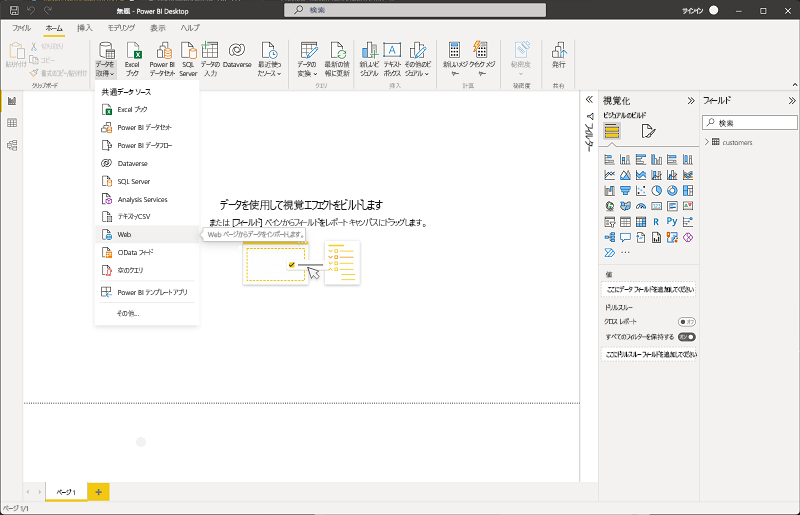 無題 - Power BI Desktop
検索
サインイン
ファイル ホーム 挿入 モデリング 表示 ヘルプ
貼り付け
切り取り
コピー
書式のコピー/貼り付け
クリップボード
データを取得
Excel ブック
Power BI データセット
SQL Server
データの入力
Dataverse
最近使ったソース
データの変換
最新の情報に更新
クエリ
新しいビジュアル
テキスト ボックス
その他のビジュアル
挿入
新しいメジャー
クイック メジャー
計算
秘密度
秘密度
発行
共有
共通データ ソース
Excel ブック
Power BI データセット
Power BI データフロー
Dataverse
SQL Server
Analysis Services
テキスト/CSV
Web
OData フィード
空のクエリ
Power BI テンプレート アプリ
その他...
Web ページからデータをインポートします。
データを使用して視覚エフェクトをビルドします
または [フィールド] ペインからフィールドをレポート キャンバスにドラッグします。
フィルター
視覚化
ビジュアルのビルド
R Py
値
ここにデータ フィールドを追加してください
ドリルスルー
クロス レポート
オフ
すべてのフィルターを保持する
オン
ここにドリルスルー フィールドを追加してください
フィールド
検索
customers
ページ 1
ページ 1/1